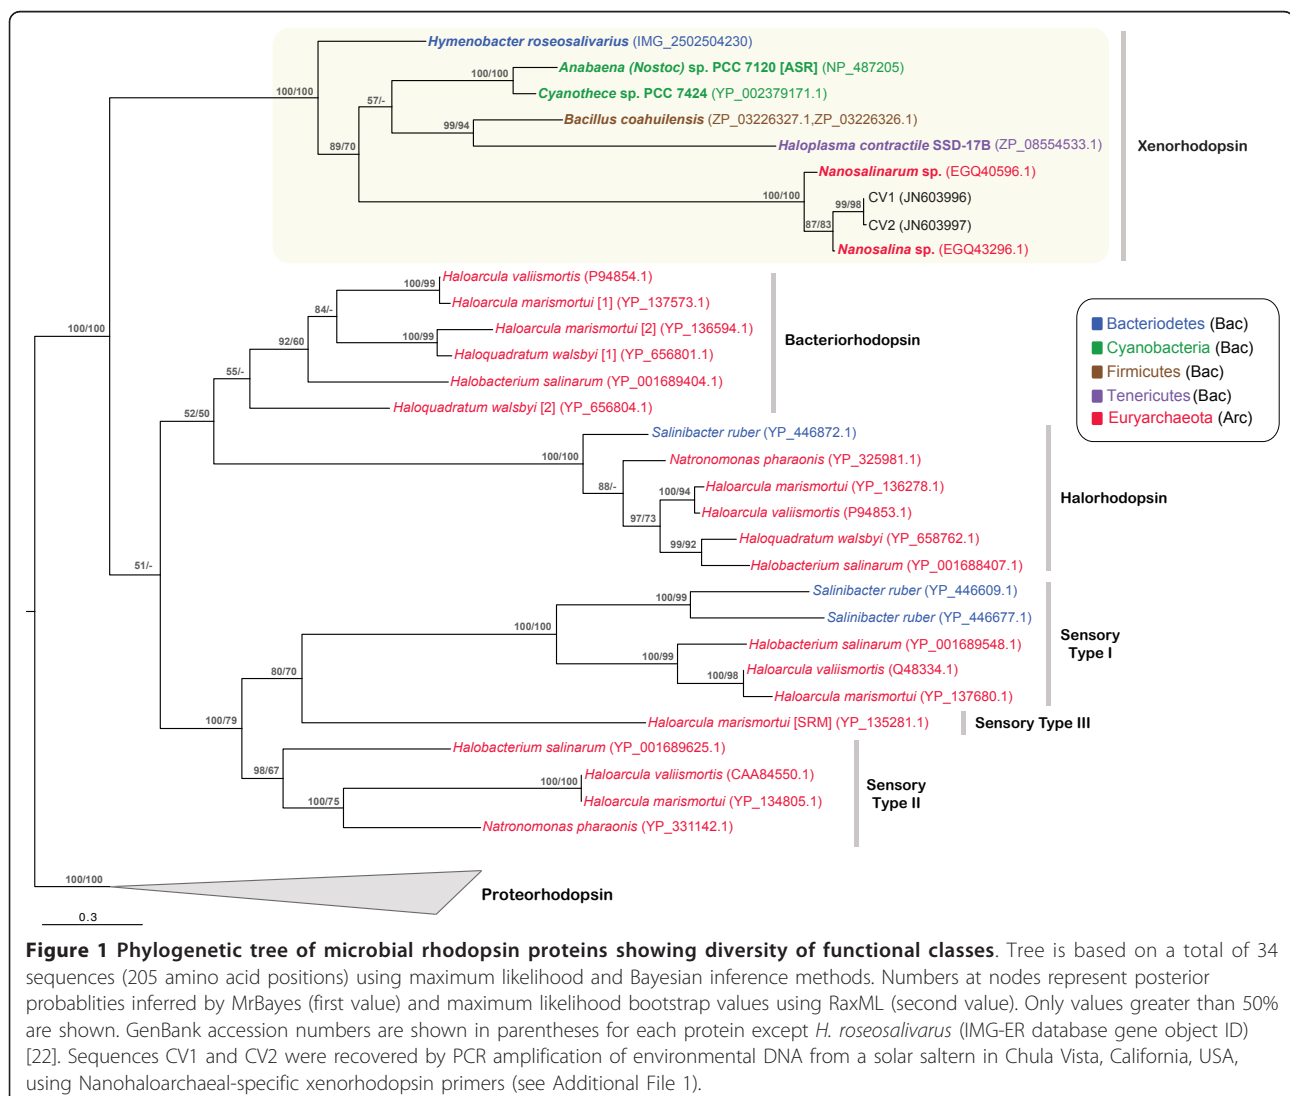 Hymenobacter roseosalivarius (IMG_2502504230)
100/100
Anabaena (Nostoc) sp. PCC 7120 [ASR] (NP_487205)
100/100
Cyanothece sp. PCC 7424 (YP_002379171.1)
57/-
Bacillus coahuilensis (ZP_03226327.1,ZP_03226326.1)
99/94
Haloplasma contractile SSD-17B (ZP_08554533.1)
89/70
Xenorhodopsin
Nanosalinarum sp. (EGQ40596.1)
100/100
99/98
CV1 (JN603996)
87/83
CV2 (JN603997)
Nanosalina sp. (EGQ43296.1)
100/100
Haloarcula valiismortis (P94854.1)
100/99
Haloarcula marismortui [1] (YP_137573.1)
84/-
Haloarcula marismortui [2] (YP_136594.1)
100/99
Haloquadratum walsbyi [1] (YP_656801.1)
92/60
Bacteriorhodopsin
Halobacterium salinarum (YP_001689404.1)
55/-
Haloquadratum walsbyi [2] (YP_656804.1)
52/50
Bacteriodetes (Bac)
Cyanobacteria (Bac)
Firmicutes (Bac)
Tenericutes (Bac)
Euryarchaeota (Arc)
Salinibacter ruber (YP_446872.1)
100/100
Natronomonas pharaonis (YP_325981.1)
88/-
Haloarcula marismortui (YP_136278.1)
100/94
Haloarcula valiismortis (P94853.1)
97/73
Halorhodopsin
Haloquadratum walsbyi (YP_658762.1)
99/92
Halobacterium salinarum (YP_001688407.1)
51/-
Salinibacter ruber (YP_446609.1)
100/99
Salinibacter ruber (YP_446677.1)
100/100
Halobacterium salinarum (YP_001689548.1)
100/99
Haloarcula valiismortis (Q48334.1)
100/98
Haloarcula marismortui (YP_137680.1)
Sensory
Type I
80/70
Haloarcula marismortui [SRM] (YP_135281.1)
Sensory Type III
100/79
Halobacterium salinarum (YP_001689625.1)
98/67
Haloarcula valiismortis (CAA84550.1)
100/100
Haloarcula marismortui (YP_134805.1)
100/75
Natronomonas pharaonis (YP_331142.1)
Sensory
Type II
100/100
Proteorhodopsin
0.3
Figure 1 Phylogenetic tree of microbial rhodopsin proteins showing diversity of functional classes. Tree is based on a total of 34
sequences (205 amino acid positions) using maximum likelihood and Bayesian inference methods. Numbers at nodes represent posterior
probablities inferred by MrBayes (first value) and maximum likelihood bootstrap values using RaxML (second value). Only values greater than 50%
are shown. GenBank accession numbers are shown in parentheses for each protein except H. roseosalivarus (IMG-ER database gene object ID)
[22]. Sequences CV1 and CV2 were recovered by PCR amplification of environmental DNA from a solar saltern in Chula Vista, California, USA,
using Nanohaloarchaeal-specific xenorhodopsin primers (see Additional File 1).